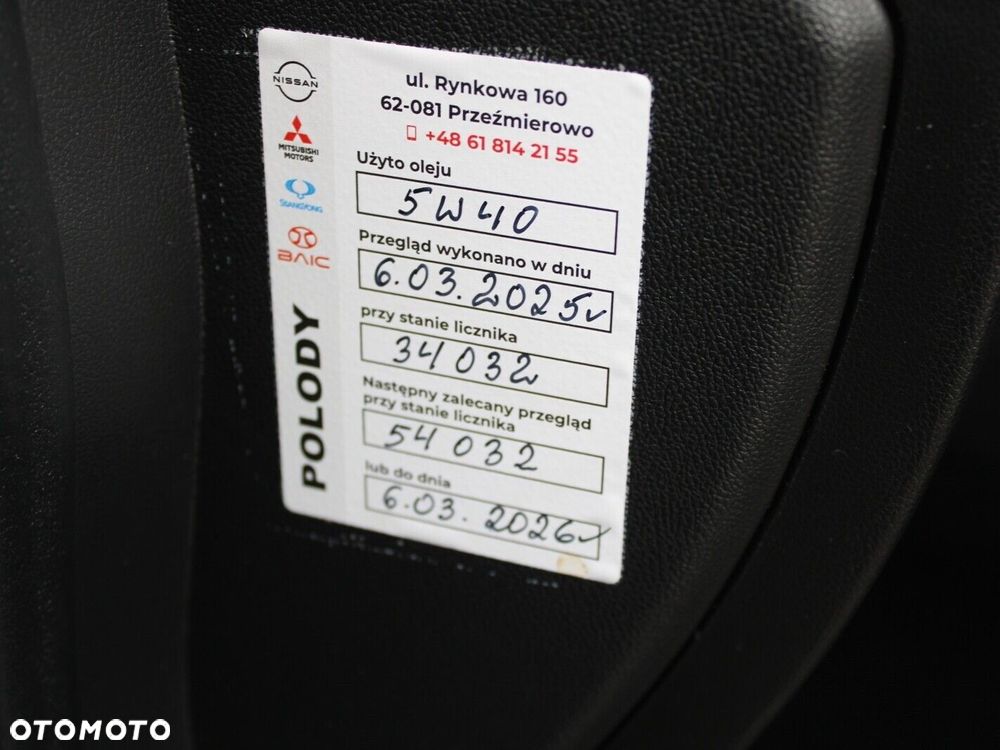 NISSAN
MITSUBISHI
MOTORS
SSANGYONG
BAIC
POLODY
ul. Rynkowa 160
62-081 Przeźmierowo
+48 61 814 21 55
Użyto oleju
5W40
Przegląd wykonano w dniu
6.03.2025r
przy stanie licznika
34032
Następny zalecany przegląd
przy stanie licznika
54032
lub do dnia
6.03.2026r
OTOMOTO